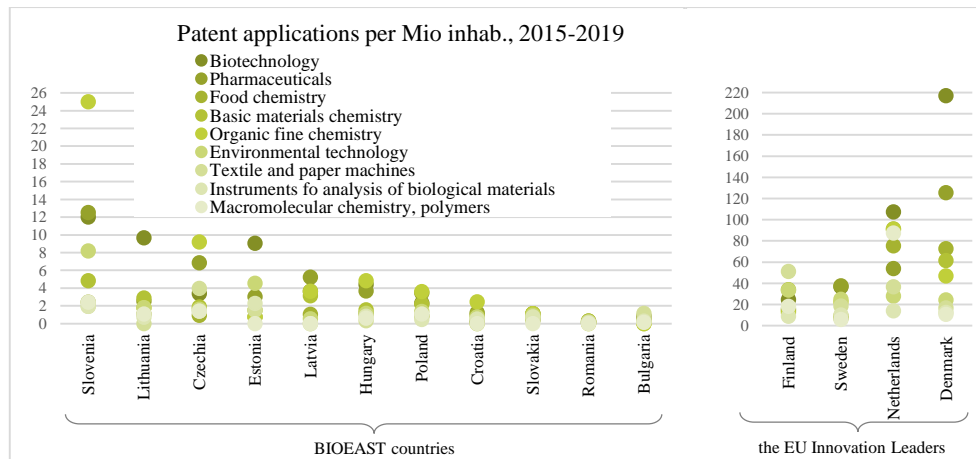 Patent applications per Mio inhab., 2015-2019
Biotechnology
Pharmaceuticals
Food chemistry
Basic materials chemistry
Organic fine chemistry
Environmental technology
Textile and paper machines
Instruments fo analysis of biological materials
Macromolecular chemistry, polymers
26
24
22
20
18
16
14
12
10
8
6
4
2
0
Slovenia
Lithuania
Czechia
Estonia
Latvia
Hungary
Poland
Croatia
Slovakia
Romania
Bulgaria
BIOEAST countries
220
200
180
160
140
120
100
80
60
40
20
0
Finland
Sweden
Netherlands
Denmark
the EU Innovation Leaders